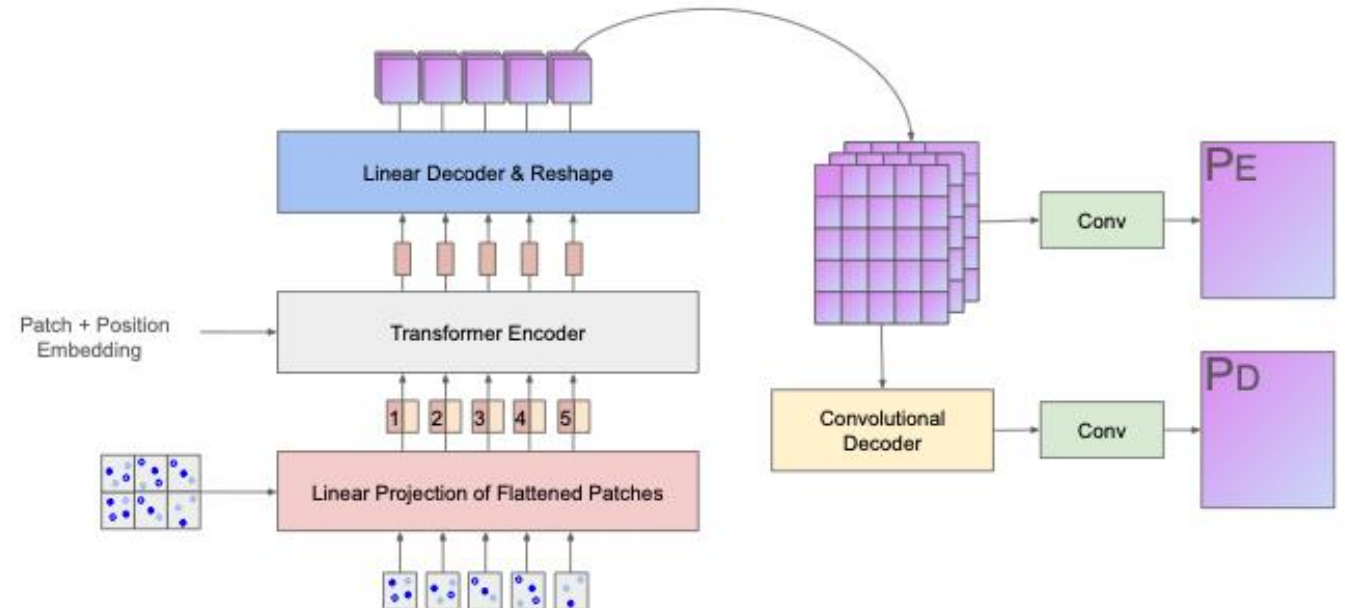 Linear Decoder & Reshape
Patch + Position
Embedding
Transformer Encoder
1 2 3 4 5
Linear Projection of Flattened Patches
Conv
PE
Convolutional
Decoder
Conv
PD